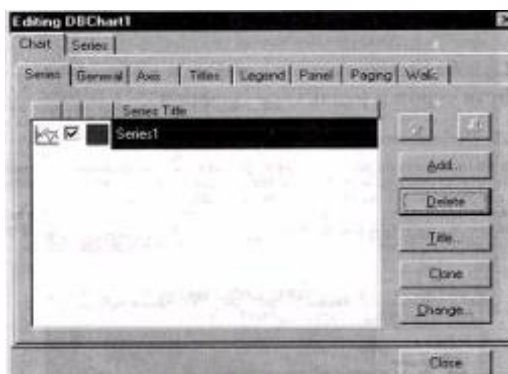 Editing DBChart1
Chart Series
Series General Axis Titles Legend Panel Paging Walls
Series Title
Series1
Add...
Delete
Title...
Clone
Change...
Close